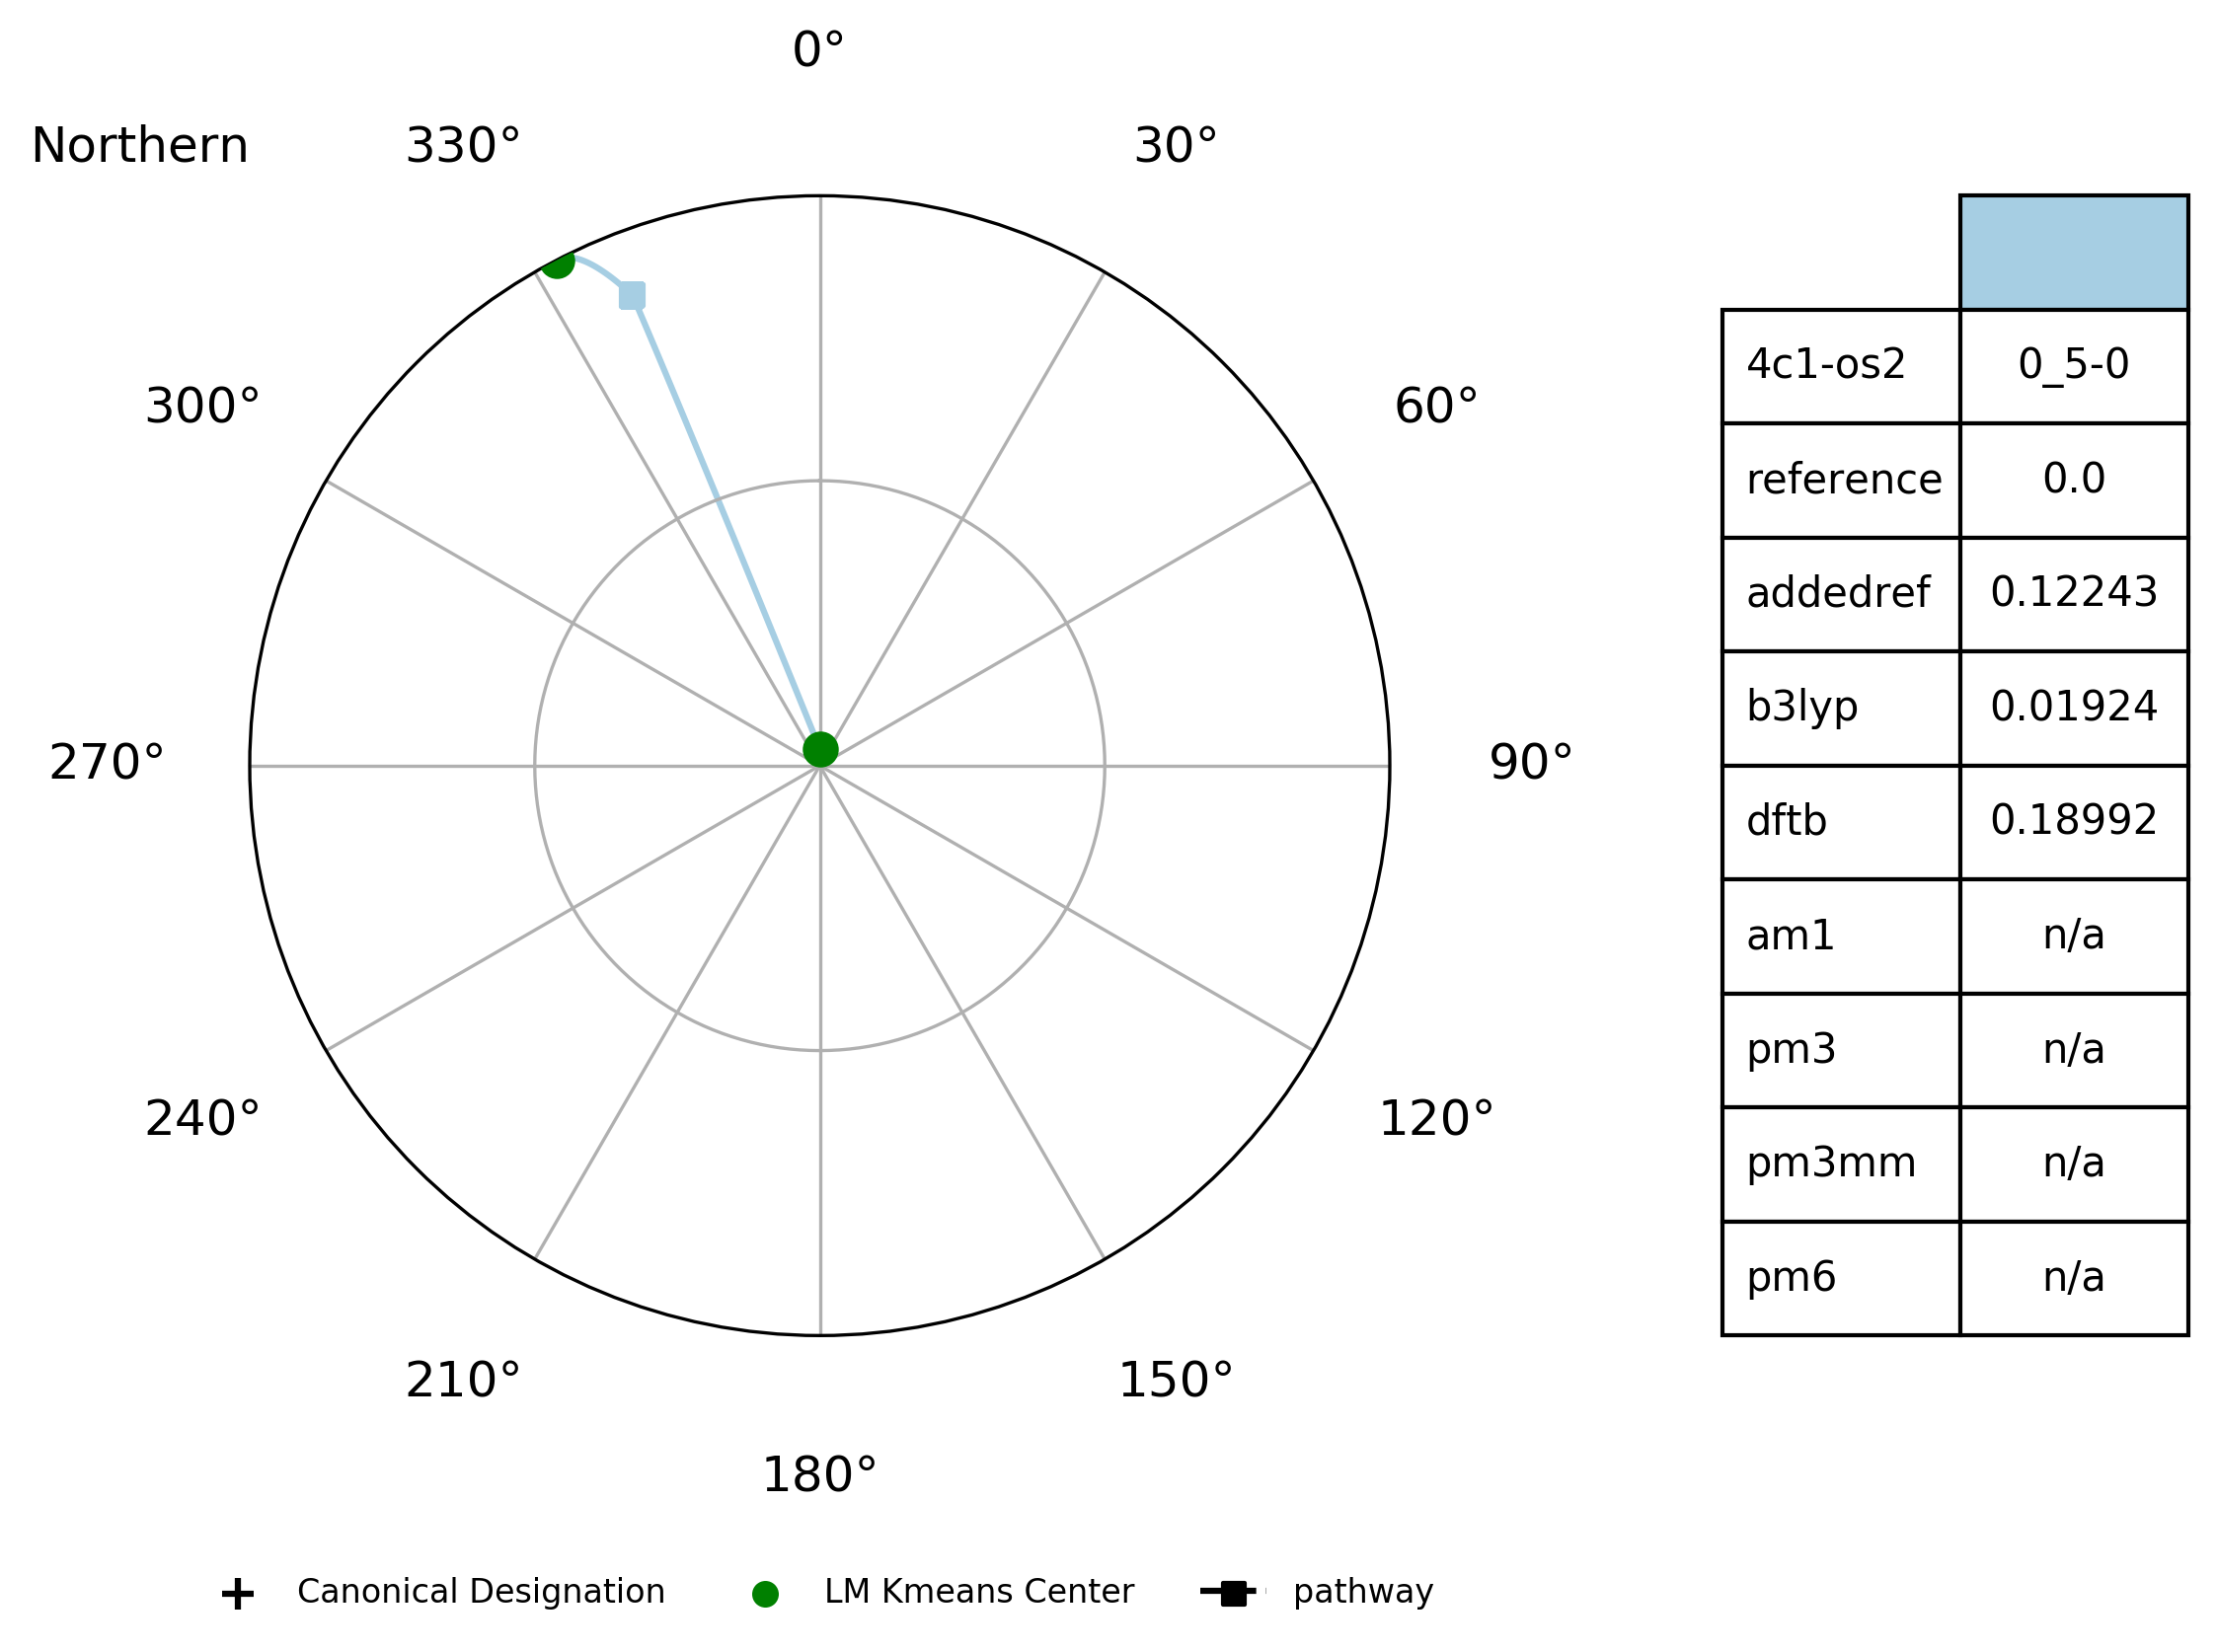 0°
Northern
330°
30°
300°
60°
270°
90°
240°
120°
210°
150°
180°
4c1-os2 0_5-0
reference 0.0
addedref 0.12243
b3lyp 0.01924
dftb 0.18992
am1 n/a
pm3 n/a
pm3mm n/a
pm6 n/a
Canonical Designation
LM Kmeans Center
pathway